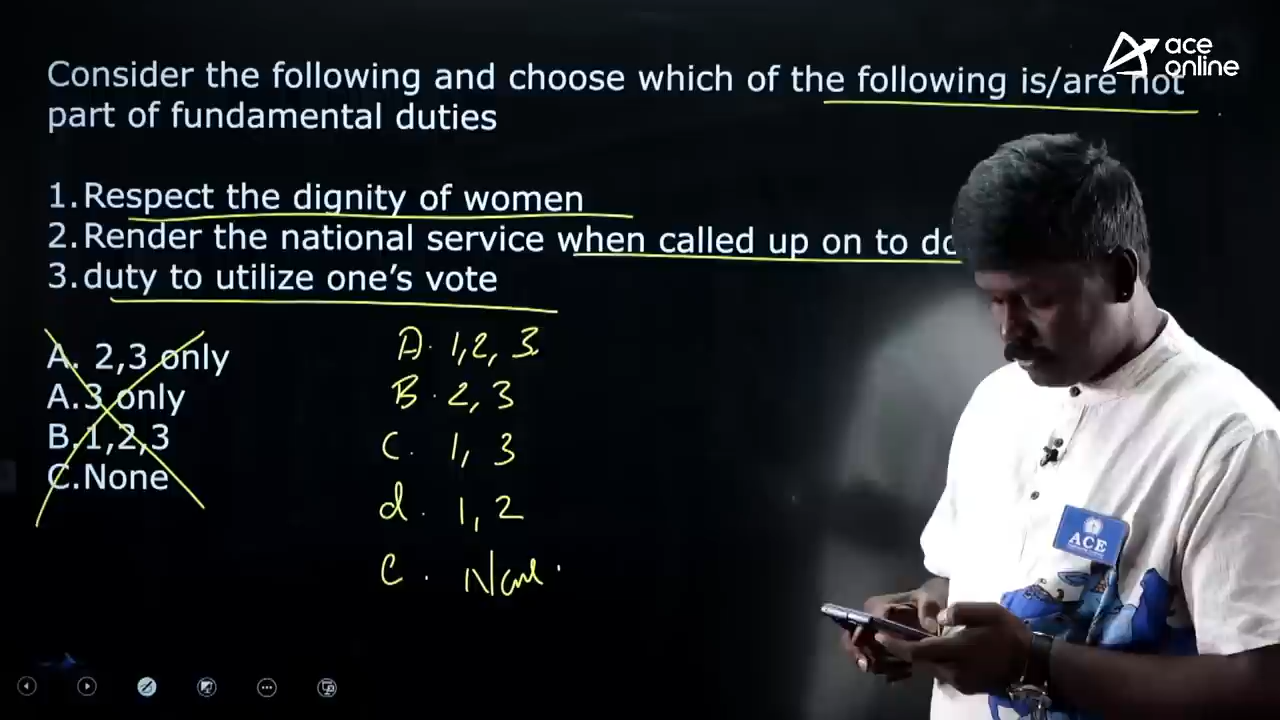 ace
online
Consider the following and choose which of the following is/are not
part of fundamental duties
1. Respect the dignity of women
2. Render the national service when called up on to do
3. duty to utilize one's vote
A. 2,3 only
A. 3 only
B. 1,2,3
C. None
A. 1,2, 3
B. 2, 3
C. 1, 3
d. 1, 2
e. None.
ACE